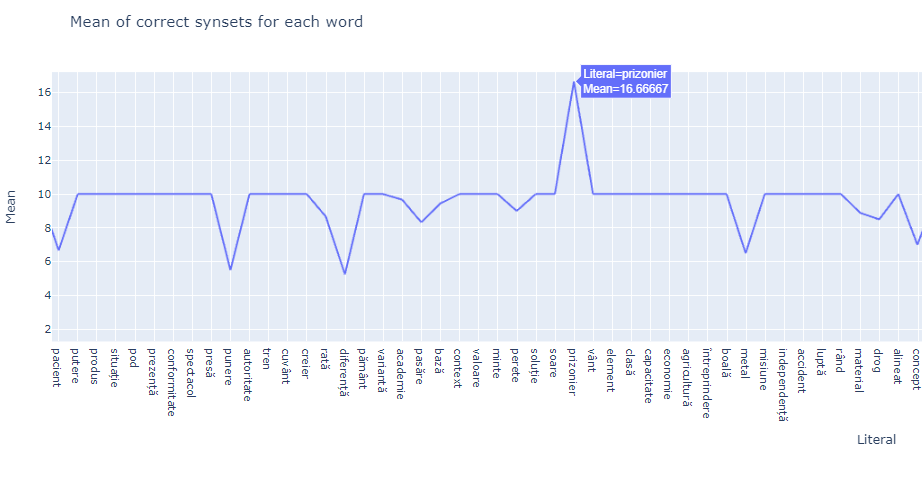 Mean of correct synsets for each word
Literal=prizonier
Mean=16.66667
16
14
12
10
8
6
4
2
Mean
pacient
putere
produs
situație
pod
prezență
conformitate
spectacol
presă
punere
autoritate
tren
cuvânt
creier
rată
diferență
pământ
variantă
academie
pasăre
bază
context
valoare
minte
perete
soluție
soare
prizonier
vânt
element
clasă
capacitate
economie
agricultură
întreprindere
boală
metal
misiune
independență
accident
luptă
rând
material
drog
alineat
concept
Literal